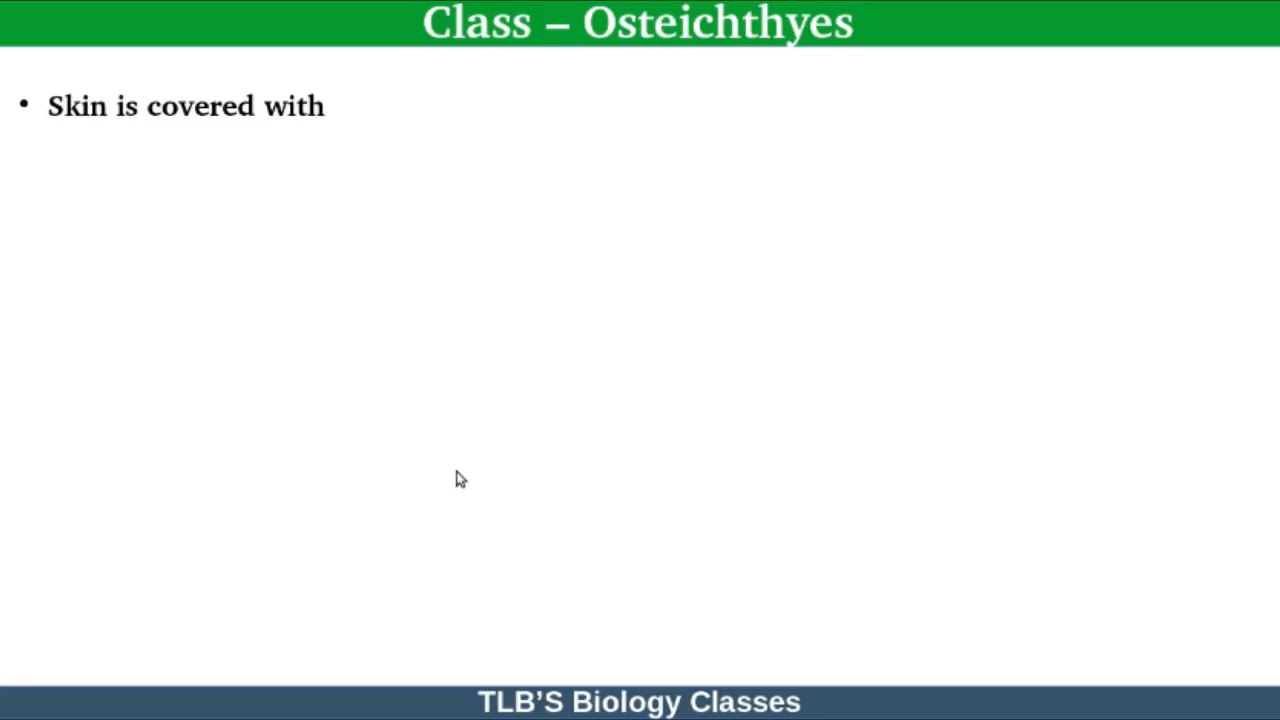 Class – Osteichthyes
• Skin is covered with
TLB’S Biology Classes